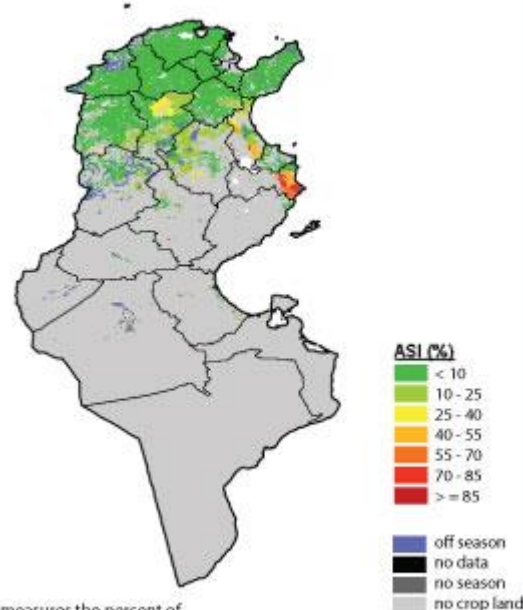 ASI (%)
< 10
10 - 25
25 - 40
40 - 55
55 - 70
70 - 85
> = 85
off season
no data
no season
no crop land
measures the percent of